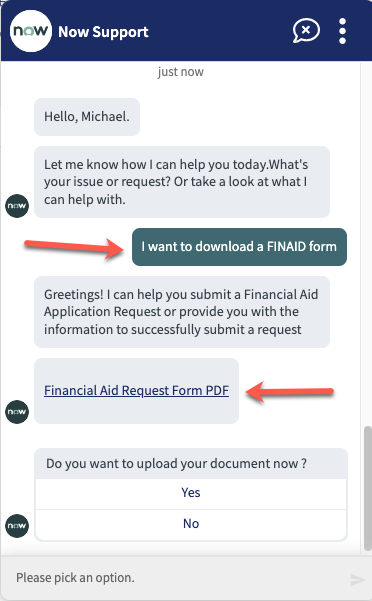 now Now Support
just now
Hello, Michael.
Let me know how I can help you today.What's
your issue or request? Or take a look at what I
can help with.
now
I want to download a FINAID form
Greetings! I can help you submit a Financial Aid
Application Request or provide you with the
information to successfully submit a request
Financial Aid Request Form PDF
now
Do you want to upload your document now ?
Yes
No
now
Please pick an option.